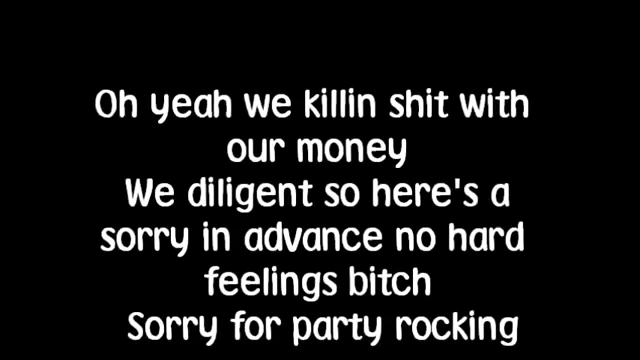 Oh yeah we killin shit with
our money
We diligent so here's a
sorry in advance no hard
feelings bitch
Sorry for party rocking